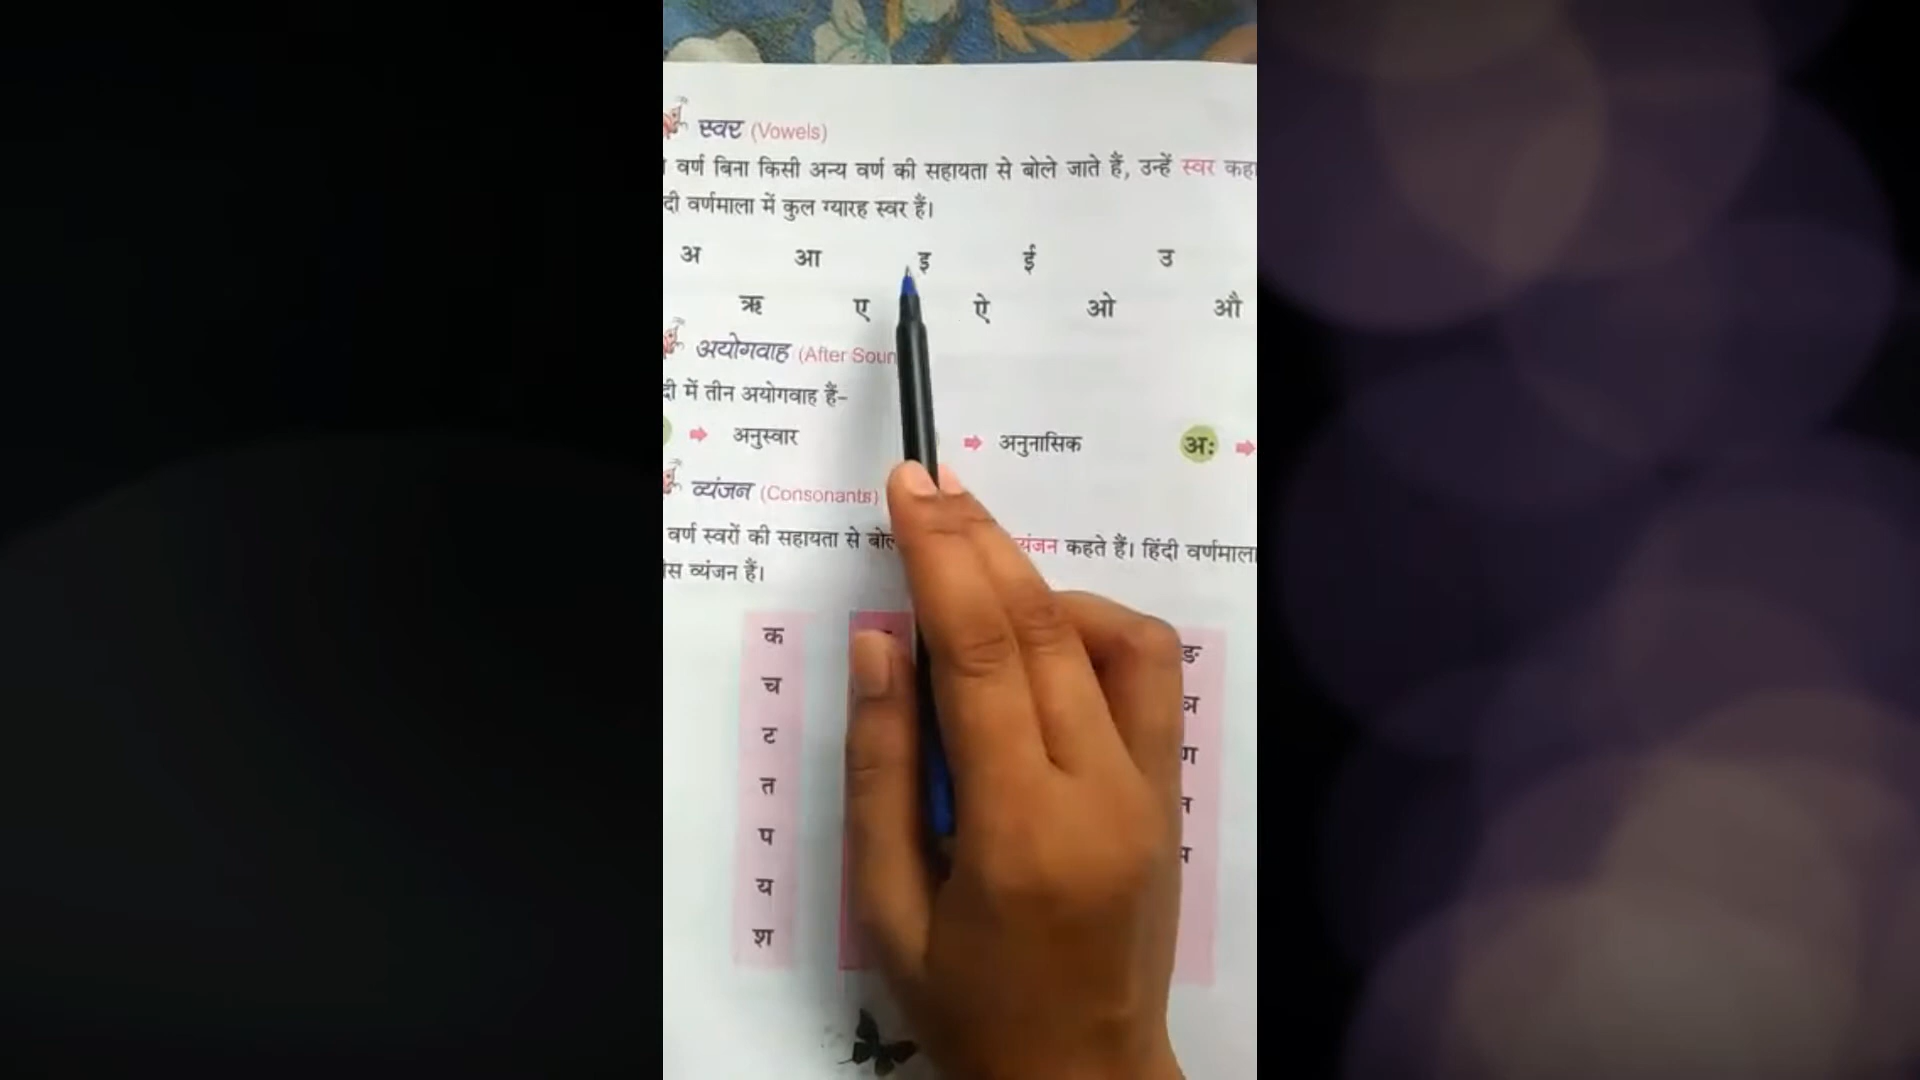 स्वर (Vowels)
वर्ण बिना किसी अन्य वर्ण की सहायता से बोले जाते हैं, उन्हें स्वर कहा
दी वर्णमाला में कुल ग्यारह स्वर हैं।
अ आ इ ई उ
ऋ ए ऐ ओ औ
अयोगवाह (After Soun
दी में तीन अयोगवाह हैं-
➡ अनुस्वार ➡ अनुनासिक अः ➡
व्यंजन (Consonants)
वर्ण स्वरों की सहायता से बोल यंजन कहते हैं। हिंदी वर्णमाला
स व्यंजन हैं।
क ङ
च ञ
ट ण
त न
प म
य
श